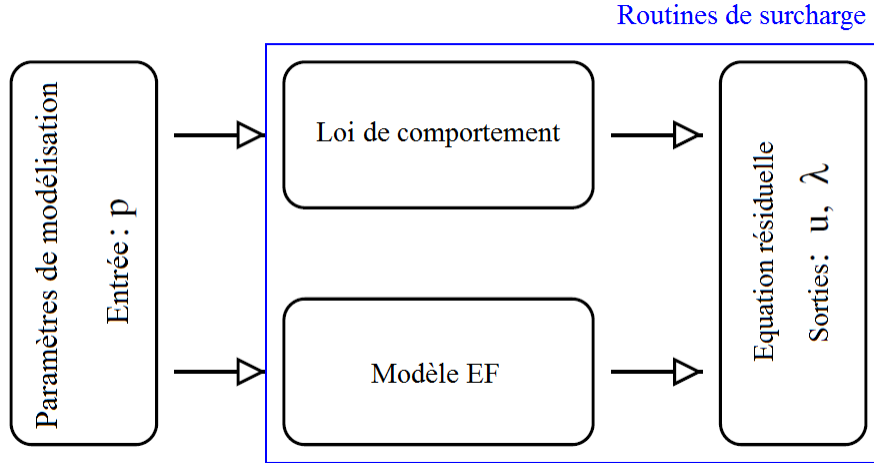 Routines de surcharge
Paramètres de modélisation
Entrée: p
Loi de comportement
Modèle EF
Equation résiduelle
Sorties: u, λ